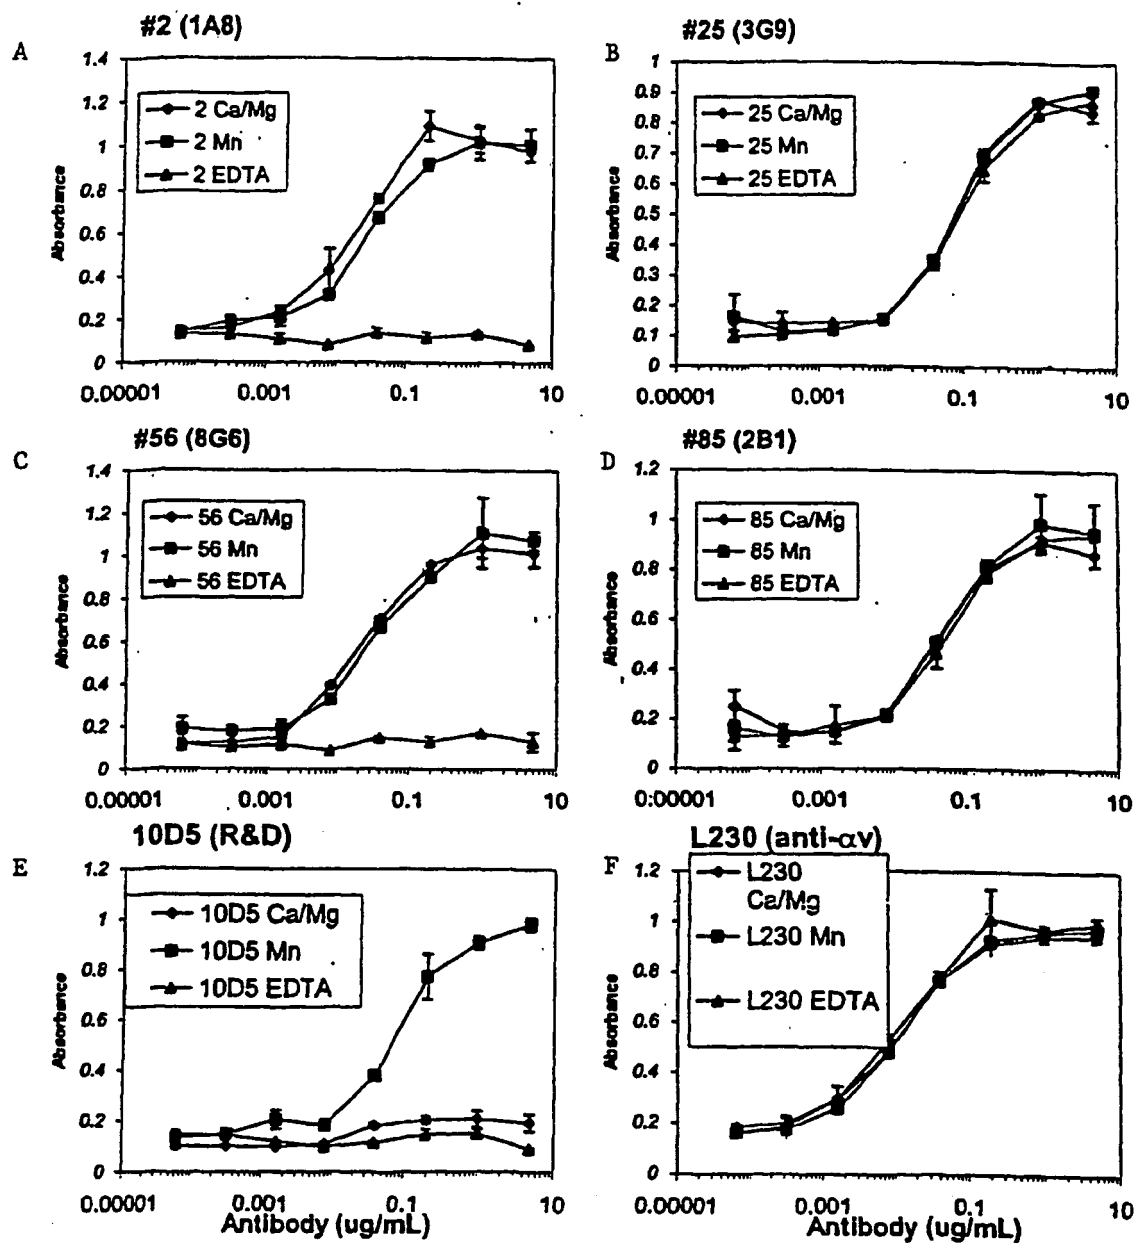 #2 (1A8)
A
1.4
1.2
1
0.8
0.6
0.4
0.2
0
Absorbance
2 Ca/Mg
2 Mn
2 EDTA
0.00001
0.001
0.1
10
#25 (3G9)
B
1
0.9
0.8
0.7
0.6
0.5
0.4
0.3
0.2
0.1
0
Absorbance
25 Ca/Mg
25 Mn
25 EDTA
0.00001
0.001
0.1
10
#56 (8G6)
C
1.4
1.2
1
0.8
0.6
0.4
0.2
0
Absorbance
56 Ca/Mg
56 Mn
56 EDTA
0.00001
0.001
0.1
10
#85 (2B1)
D
1.2
1
0.8
0.6
0.4
0.2
0
Absorbance
85 Ca/Mg
85 Mn
85 EDTA
0:00001
0.001
0.1
10
10D5 (R&D)
E
1.2
1
0.8
0.6
0.4
0.2
0
Absorbance
10D5 Ca/Mg
10D5 Mn
10D5 EDTA
0.00001
0.001
0.1
10
Antibody (ug/mL)
L230 (anti-αv)
F
1.2
1
0.8
0.6
0.4
0.2
0
Absorbance
L230
Ca/Mg
L230 Mn
L230 EDTA
0.00001
0.001
0.1
10
Antibody (ug/mL)